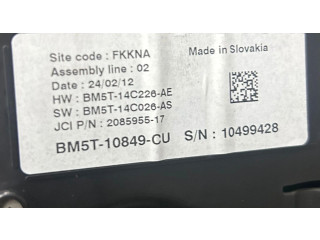 Site code : FKKNA
Made in Slovakia
Assembly line : 02
Date : 24/02/12
HW : BM5T-14C226-AE
SW : BM5T-14C026-AS
JCI P/N : 2085955-17
BM5T-10849-CU S/N : 10499428